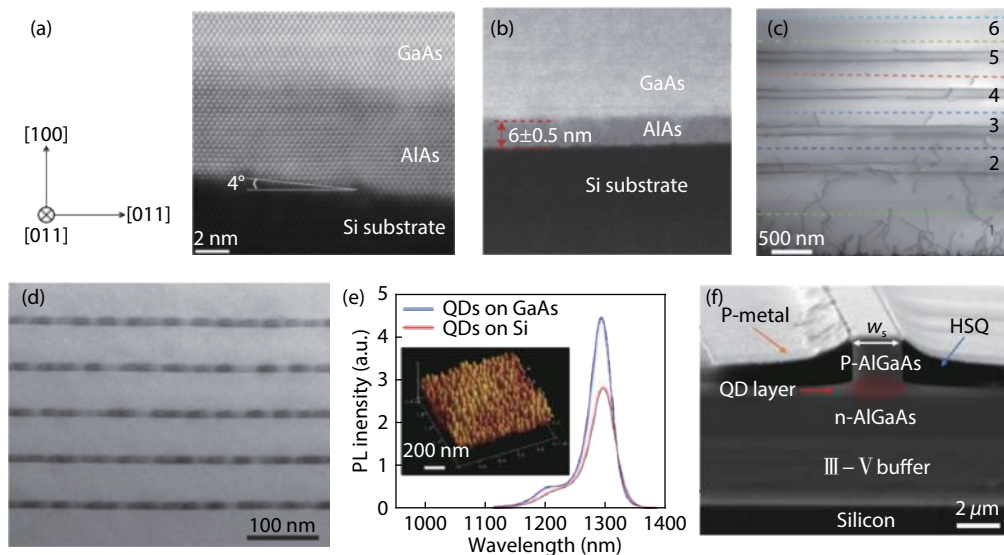 (a)
GaAs
AlAs
4°
Si substrate
2 nm
[100]
[011]
[011]
(b)
GaAs
6±0.5 nm
AlAs
Si substrate
(c)
6
5
4
3
2
1
500 nm
(d)
100 nm
(e)
QDs on GaAs
QDs on Si
200 nm
PL inensity (a.u.)
5
4
3
2
1
0
1000 1100 1200 1300 1400
Wavelength (nm)
(f)
P-metal
ws
HSQ
P-AlGaAs
QD layer
n-AlGaAs
Ⅲ–Ⅴ buffer
Silicon
2 μm